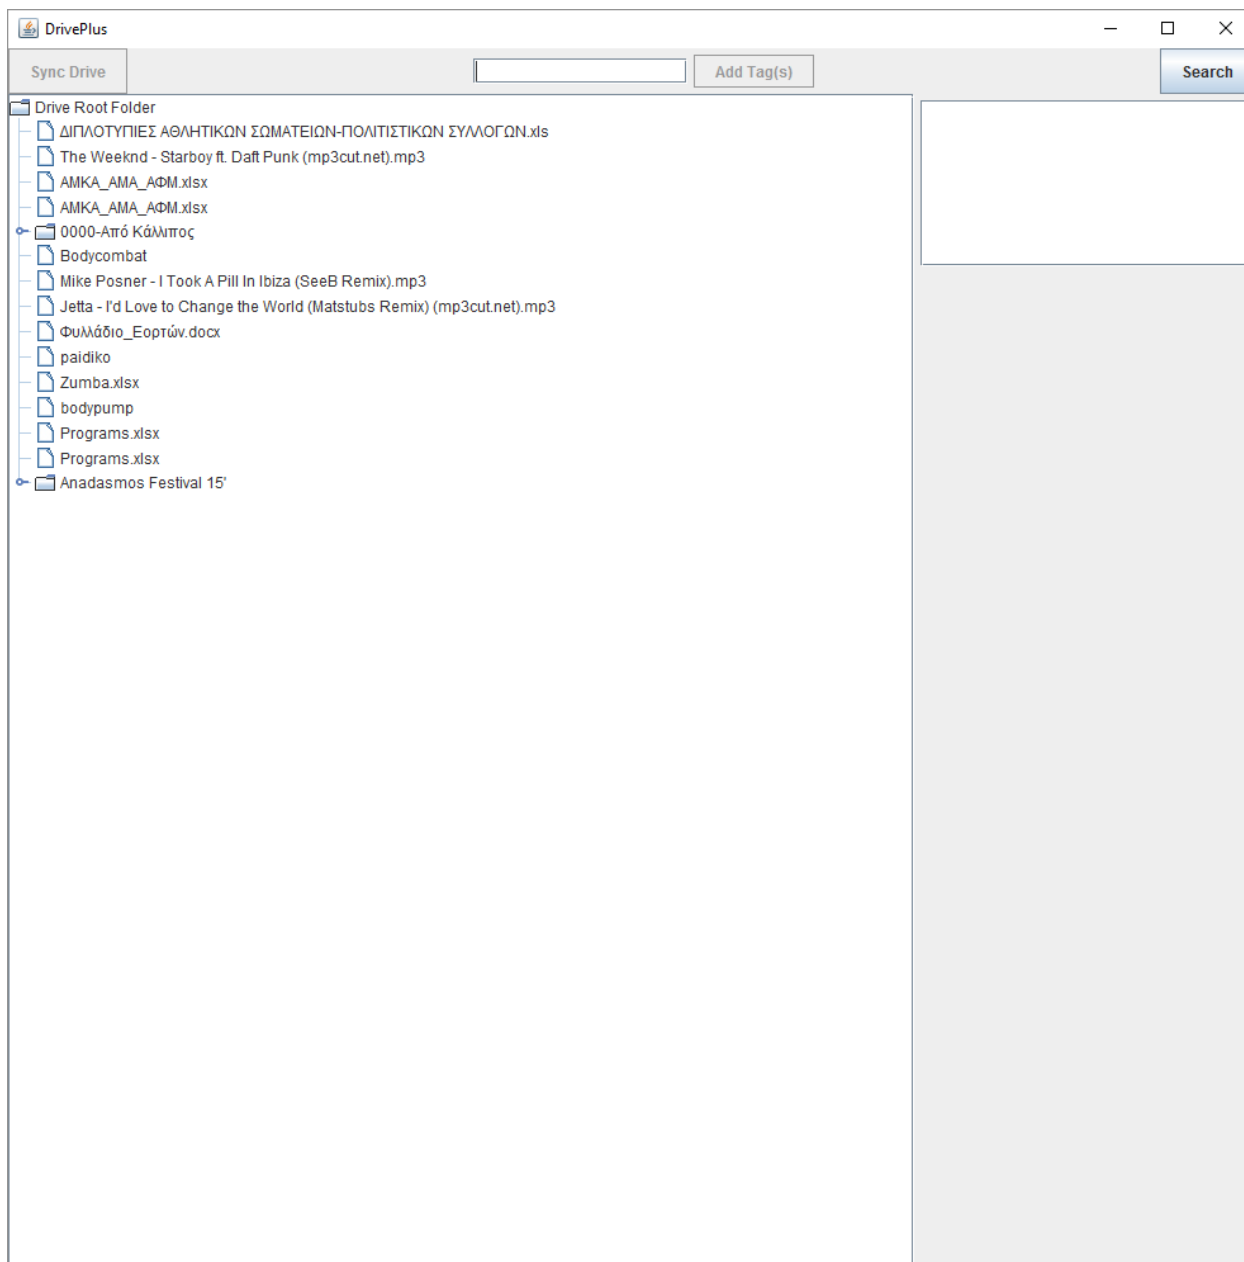 DrivePlus
Sync Drive Add Tag(s) Search
Drive Root Folder
ΔΙΠΛΟΤΥΠΙΕΣ ΑΘΛΗΤΙΚΩΝ ΣΩΜΑΤΕΙΩΝ-ΠΟΛΙΤΙΣΤΙΚΩΝ ΣΥΛΛΟΓΩΝ.xls
The Weeknd - Starboy ft. Daft Punk (mp3cut.net).mp3
ΑΜΚΑ_ΑΜΑ_ΑΦΜ.xlsx
ΑΜΚΑ_ΑΜΑ_ΑΦΜ.xlsx
0000-Από Κάλλιπος
Bodycombat
Mike Posner - I Took A Pill In Ibiza (SeeB Remix).mp3
Jetta - I'd Love to Change the World (Matstubs Remix) (mp3cut.net).mp3
Φυλλάδιο_Εορτών.docx
paidiko
Zumba.xlsx
bodypump
Programs.xlsx
Programs.xlsx
Anadasmos Festival 15'